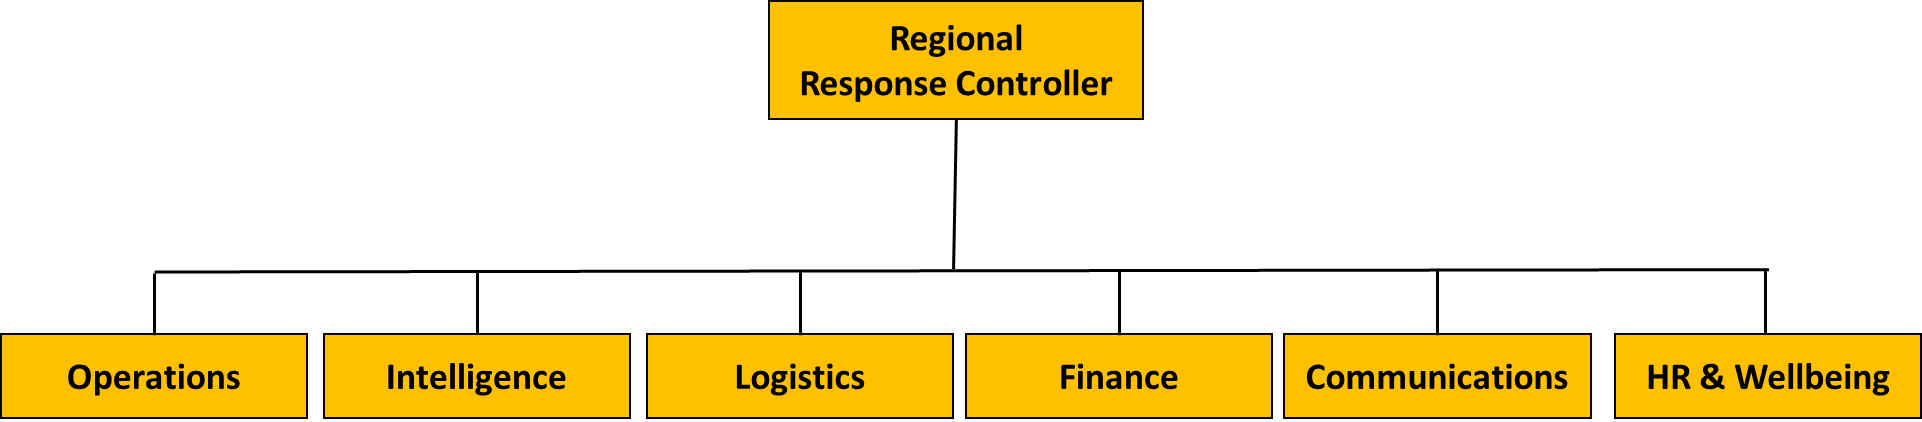 Regional
Response Controller
Operations
Intelligence
Logistics
Finance
Communications
HR & Wellbeing